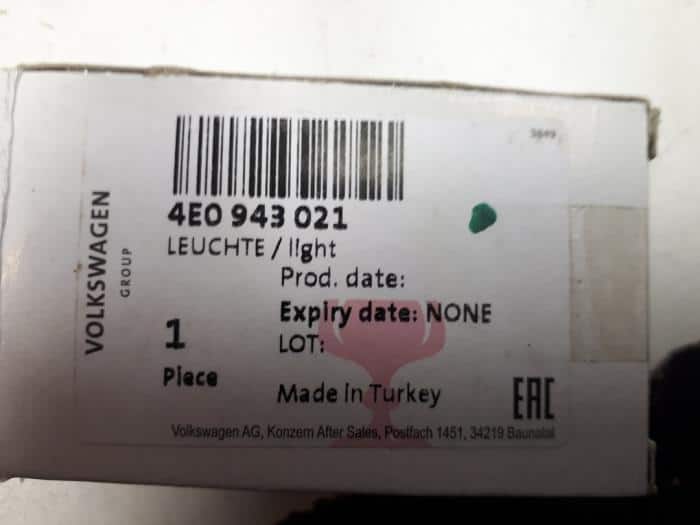 5849
4E0 943 021
LEUCHTE / light
Prod. date:
Expiry date: NONE
LOT:
1
Piece
Made in Turkey
EAC
Volkswagen AG, Konzern After Sales, Postfach 1451, 34219 Baunatal
VOLKSWAGEN
GROUP